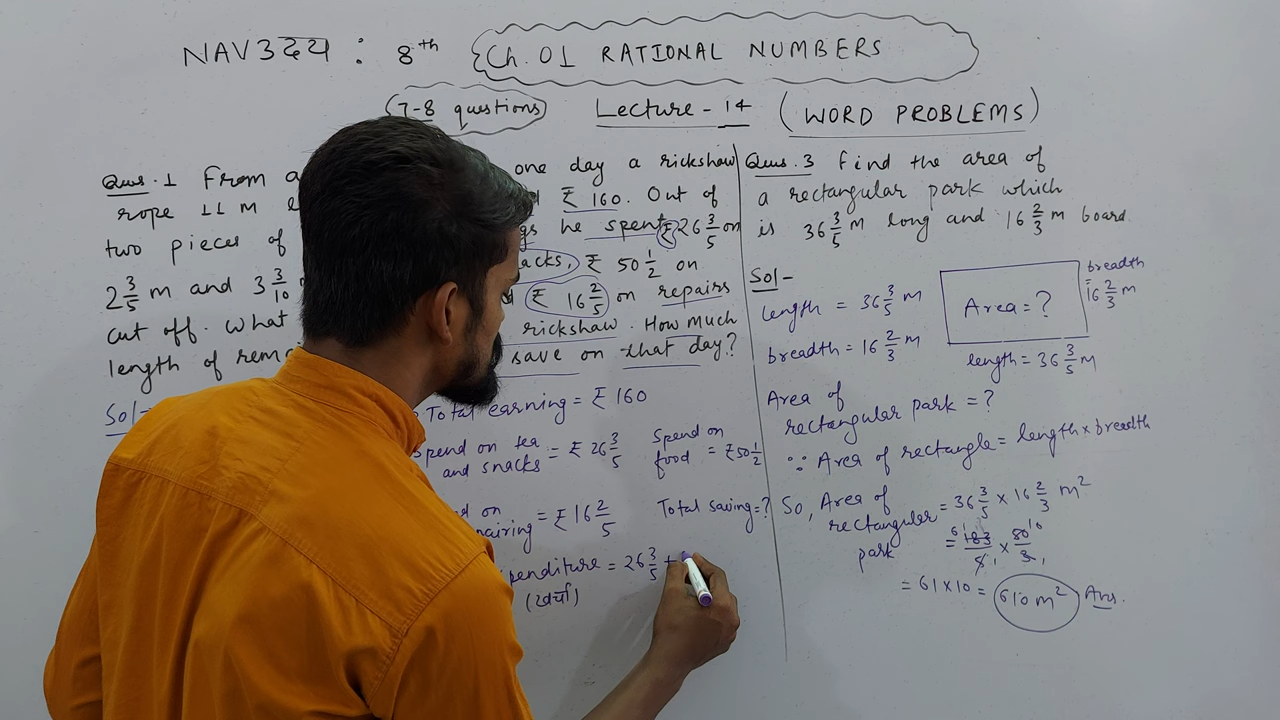 NAV32221 : 8th Ch. 01 RATIONAL NUMBERS
(7-8 questions) Lecture - 14 (WORD PROBLEMS)
Ques. 1 From a
rope 11 m
two pieces of
2 3/5 m and 3 3/10
cut off. What
length of rem
Sol-
one day a rickshaw
₹ 160. Out of
he spent ₹ 26 3/5 on
acks, ₹ 50 1/2 on
₹ 16 2/5 on repairs
rickshaw. How much
save on that day?
Total earning = ₹ 160
spend on tea and snacks = ₹ 26 3/5
Spend on food = ₹ 50 1/2
on
airing = ₹ 16 2/5
Total saving = ?
penditure = 26 3/5 +
(खर्चा)
Ques. 3 Find the area of
a rectangular park which
is 36 3/5 m long and 16 2/3 m board.
Sol-
length = 36 3/5 m
breadth = 16 2/3 m
Area = ?
breadth = 16 2/3 m
length = 36 3/5 m
Area of
rectangular park = ?
∵ Area of rectangle = length × breadth
So, Area of rectangular park = 36 3/5 × 16 2/3 m²
= 183/5 × 50/3
= 61 × 10 = 610 m² Ans.